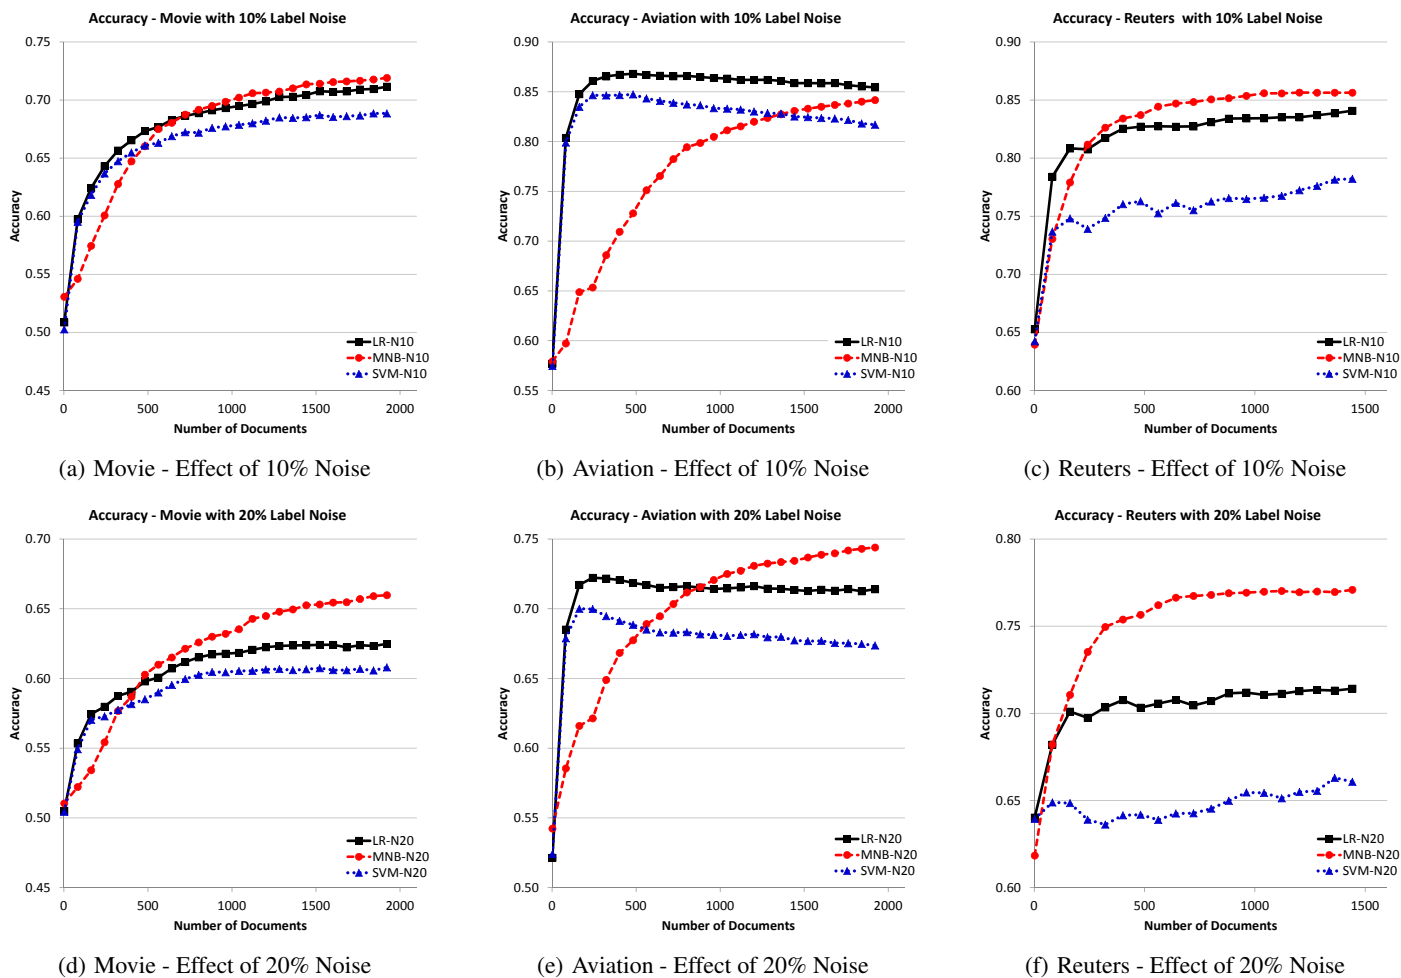 Accuracy - Movie with 10% Label Noise
0.75
0.70
0.65
0.60
0.55
0.50
0.45
Accuracy
LR-N10
MNB-N10
SVM-N10
0 500 1000 1500 2000
Number of Documents
(a) Movie - Effect of 10% Noise
Accuracy - Aviation with 10% Label Noise
0.90
0.85
0.80
0.75
0.70
0.65
0.60
0.55
Accuracy
LR-N10
MNB-N10
SVM-N10
0 500 1000 1500 2000
Number of Documents
(b) Aviation - Effect of 10% Noise
Accuracy - Reuters with 10% Label Noise
0.90
0.85
0.80
0.75
0.70
0.65
0.60
Accuracy
LR-N10
MNB-N10
SVM-N10
0 500 1000 1500
Number of Documents
(c) Reuters - Effect of 10% Noise
Accuracy - Movie with 20% Label Noise
0.70
0.65
0.60
0.55
0.50
0.45
Accuracy
LR-N20
MNB-N20
SVM-N20
0 500 1000 1500 2000
Number of Documents
(d) Movie - Effect of 20% Noise
Accuracy - Aviation with 20% Label Noise
0.75
0.70
0.65
0.60
0.55
0.50
Accuracy
LR-N20
MNB-N20
SVM-N20
0 500 1000 1500 2000
Number of Documents
(e) Aviation - Effect of 20% Noise
Accuracy - Reuters with 20% Label Noise
0.80
0.75
0.70
0.65
0.60
Accuracy
LR-N20
MNB-N20
SVM-N20
0 500 1000 1500
Number of Documents
(f) Reuters - Effect of 20% Noise